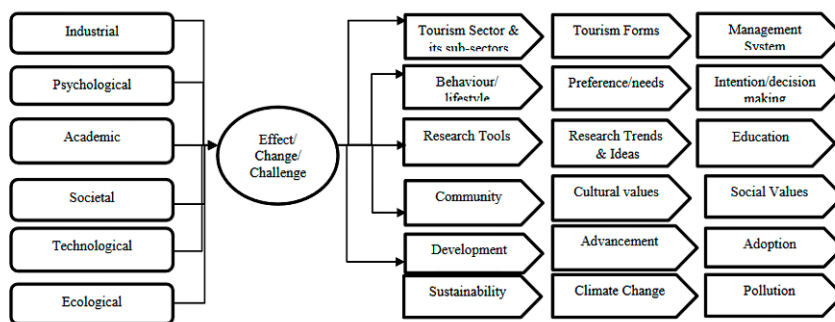 Industrial
Psychological
Academic
Societal
Technological
Ecological
Effect/
Change/
Challenge
Tourism Sector &
its sub-sectors
Tourism Forms
Management
System
Behaviour/
lifestyle
Preference/needs
Intention/decision
making
Research Tools
Research Trends
& Ideas
Education
Community
Cultural values
Social Values
Development
Advancement
Adoption
Sustainability
Climate Change
Pollution